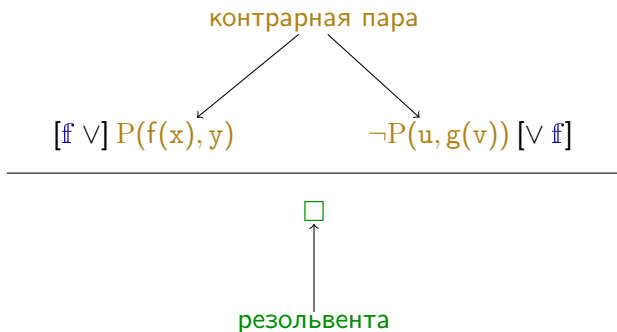 контрарная пара
[𝕗 ∨] P(f(x), y) ¬P(u, g(v)) [∨ 𝕗]
□
резольвента